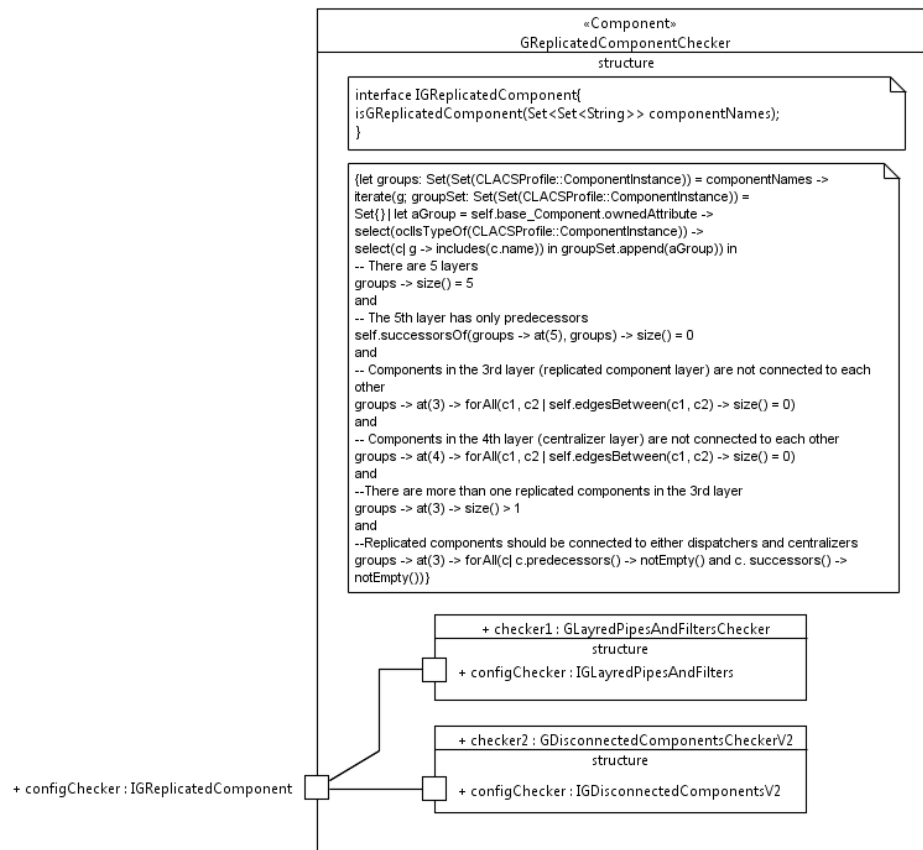 «Component»
GReplicatedComponentChecker
structure
interface IGReplicatedComponent{
isGReplicatedComponent(Set<Set<String>> componentNames);
}
{let groups: Set(Set(CLACSProfile::ComponentInstance)) = componentNames ->
iterate(g; groupSet: Set(Set(CLACSProfile::ComponentInstance)) =
Set{} | let aGroup = self.base_Component.ownedAttribute ->
select(oclIsTypeOf(CLACSProfile::ComponentInstance)) ->
select(c| g -> includes(c.name)) in groupSet.append(aGroup)) in
-- There are 5 layers
groups -> size() = 5
and
-- The 5th layer has only predecessors
self.successorsOf(groups -> at(5), groups) -> size() = 0
and
-- Components in the 3rd layer (replicated component layer) are not connected to each
other
groups -> at(3) -> forAll(c1, c2 | self.edgesBetween(c1, c2) -> size() = 0)
and
-- Components in the 4th layer (centralizer layer) are not connected to each other
groups -> at(4) -> forAll(c1, c2 | self.edgesBetween(c1, c2) -> size() = 0)
and
--There are more than one replicated components in the 3rd layer
groups -> at(3) -> size() > 1
and
--Replicated components should be connected to either dispatchers and centralizers
groups -> at(3) -> forAll(c| c.predecessors() -> notEmpty() and c. successors() ->
notEmpty())}
+ checker1 : GLayredPipesAndFiltersChecker
structure
+ configChecker : IGLayredPipesAndFilters
+ checker2 : GDisconnectedComponentsCheckerV2
structure
+ configChecker : IGDisconnectedComponentsV2
+ configChecker : IGReplicatedComponent